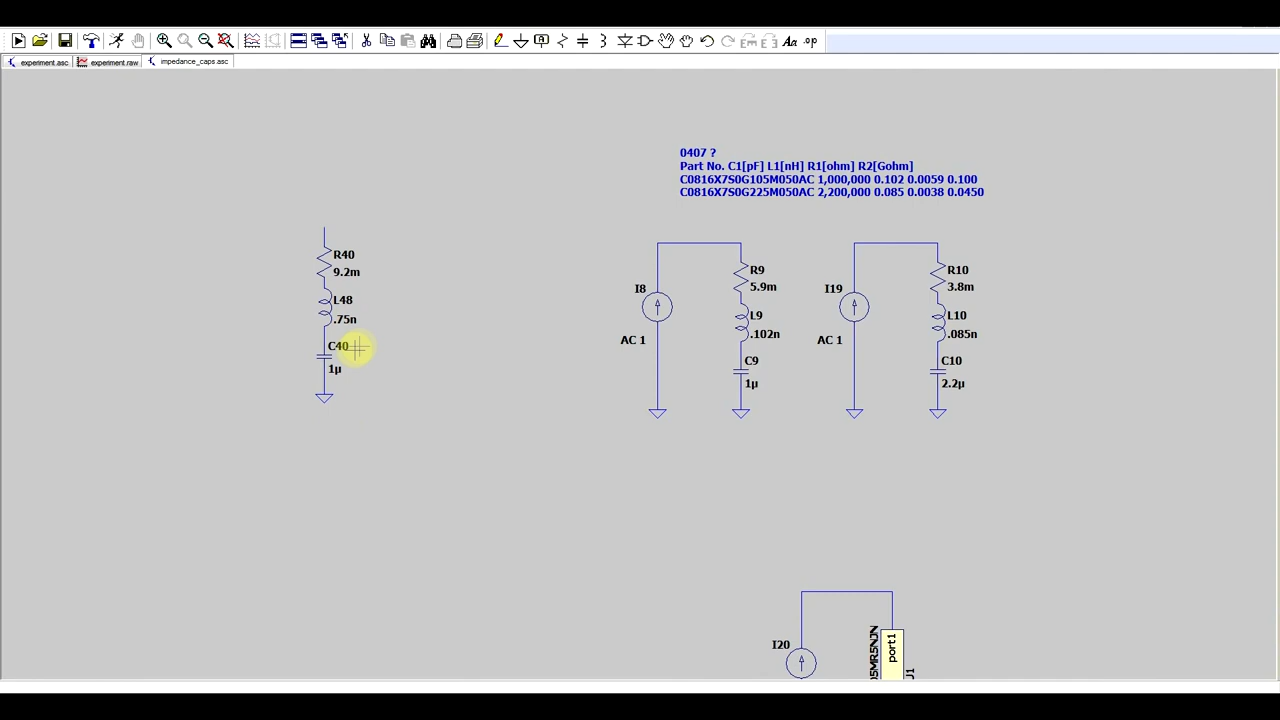 Aa .op
experiment.asc experiment.raw impedance_caps.asc
0407 ?
Part No. C1[pF] L1[nH] R1[ohm] R2[Gohm]
C0816X7S0G105M050AC 1,000,000 0.102 0.0059 0.100
C0816X7S0G225M050AC 2,200,000 0.085 0.0038 0.0450
R40
9.2m
L48
.75n
C40
1µ
I8
AC 1
R9
5.9m
L9
.102n
C9
1µ
I19
AC 1
R10
3.8m
L10
.085n
C10
2.2µ
I20
port1